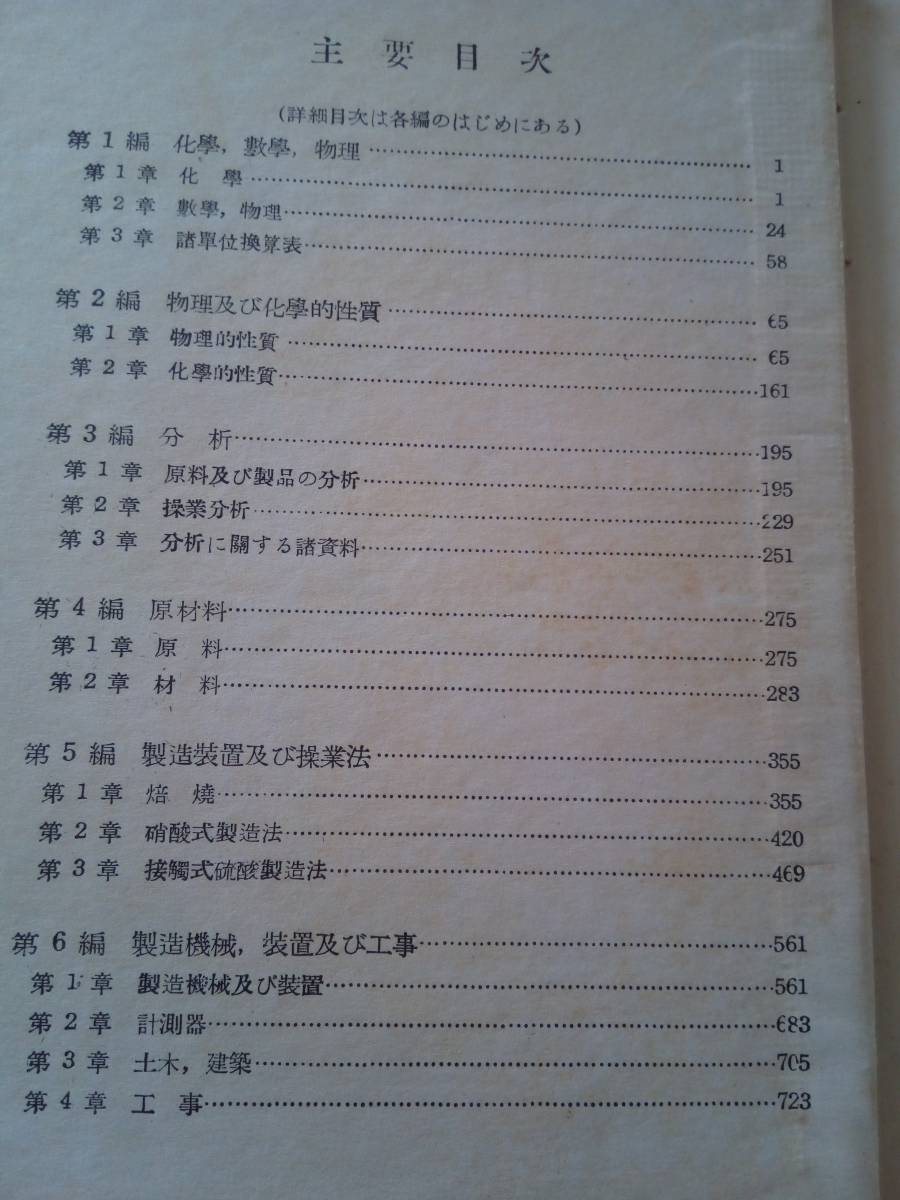 主要目次
(詳細目次は各編のはじめにある)
第1編 化學，數學，物理……………………………1
第1章 化 學……………………………1
第2章 數學，物理……………………………24
第3章 諸單位換算表……………………………58
第2編 物理及び化學的性質……………………………65
第1章 物理的性質……………………………65
第2章 化學的性質……………………………161
第3編 分 析……………………………195
第1章 原料及び製品の分析……………………………195
第2章 操業分析……………………………229
第3章 分析に關する諸資料……………………………251
第4編 原材料……………………………275
第1章 原 料……………………………275
第2章 材 料……………………………283
第5編 製造裝置及び操業法……………………………355
第1章 焙 燒……………………………355
第2章 硝酸式製造法……………………………420
第3章 接觸式硫酸製造法……………………………469
第6編 製造機械，裝置及び工事……………………………561
第1章 製造機械及び裝置……………………………561
第2章 計測器……………………………683
第3章 土木，建築……………………………705
第4章 工 事……………………………723